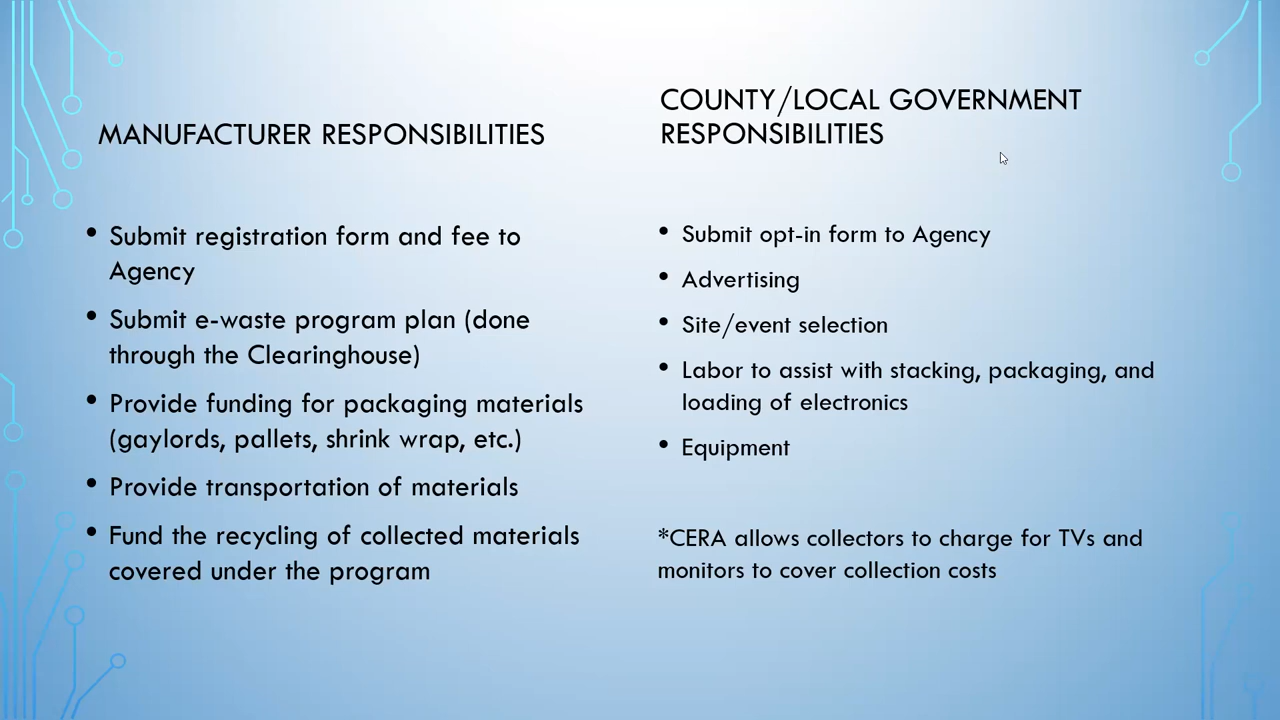 MANUFACTURER RESPONSIBILITIES
• Submit registration form and fee to
Agency
• Submit e-waste program plan (done
through the Clearinghouse)
• Provide funding for packaging materials
(gaylords, pallets, shrink wrap, etc.)
• Provide transportation of materials
• Fund the recycling of collected materials
covered under the program
COUNTY/LOCAL GOVERNMENT
RESPONSIBILITIES
• Submit opt-in form to Agency
• Advertising
• Site/event selection
• Labor to assist with stacking, packaging, and
loading of electronics
• Equipment
*CERA allows collectors to charge for TVs and
monitors to cover collection costs